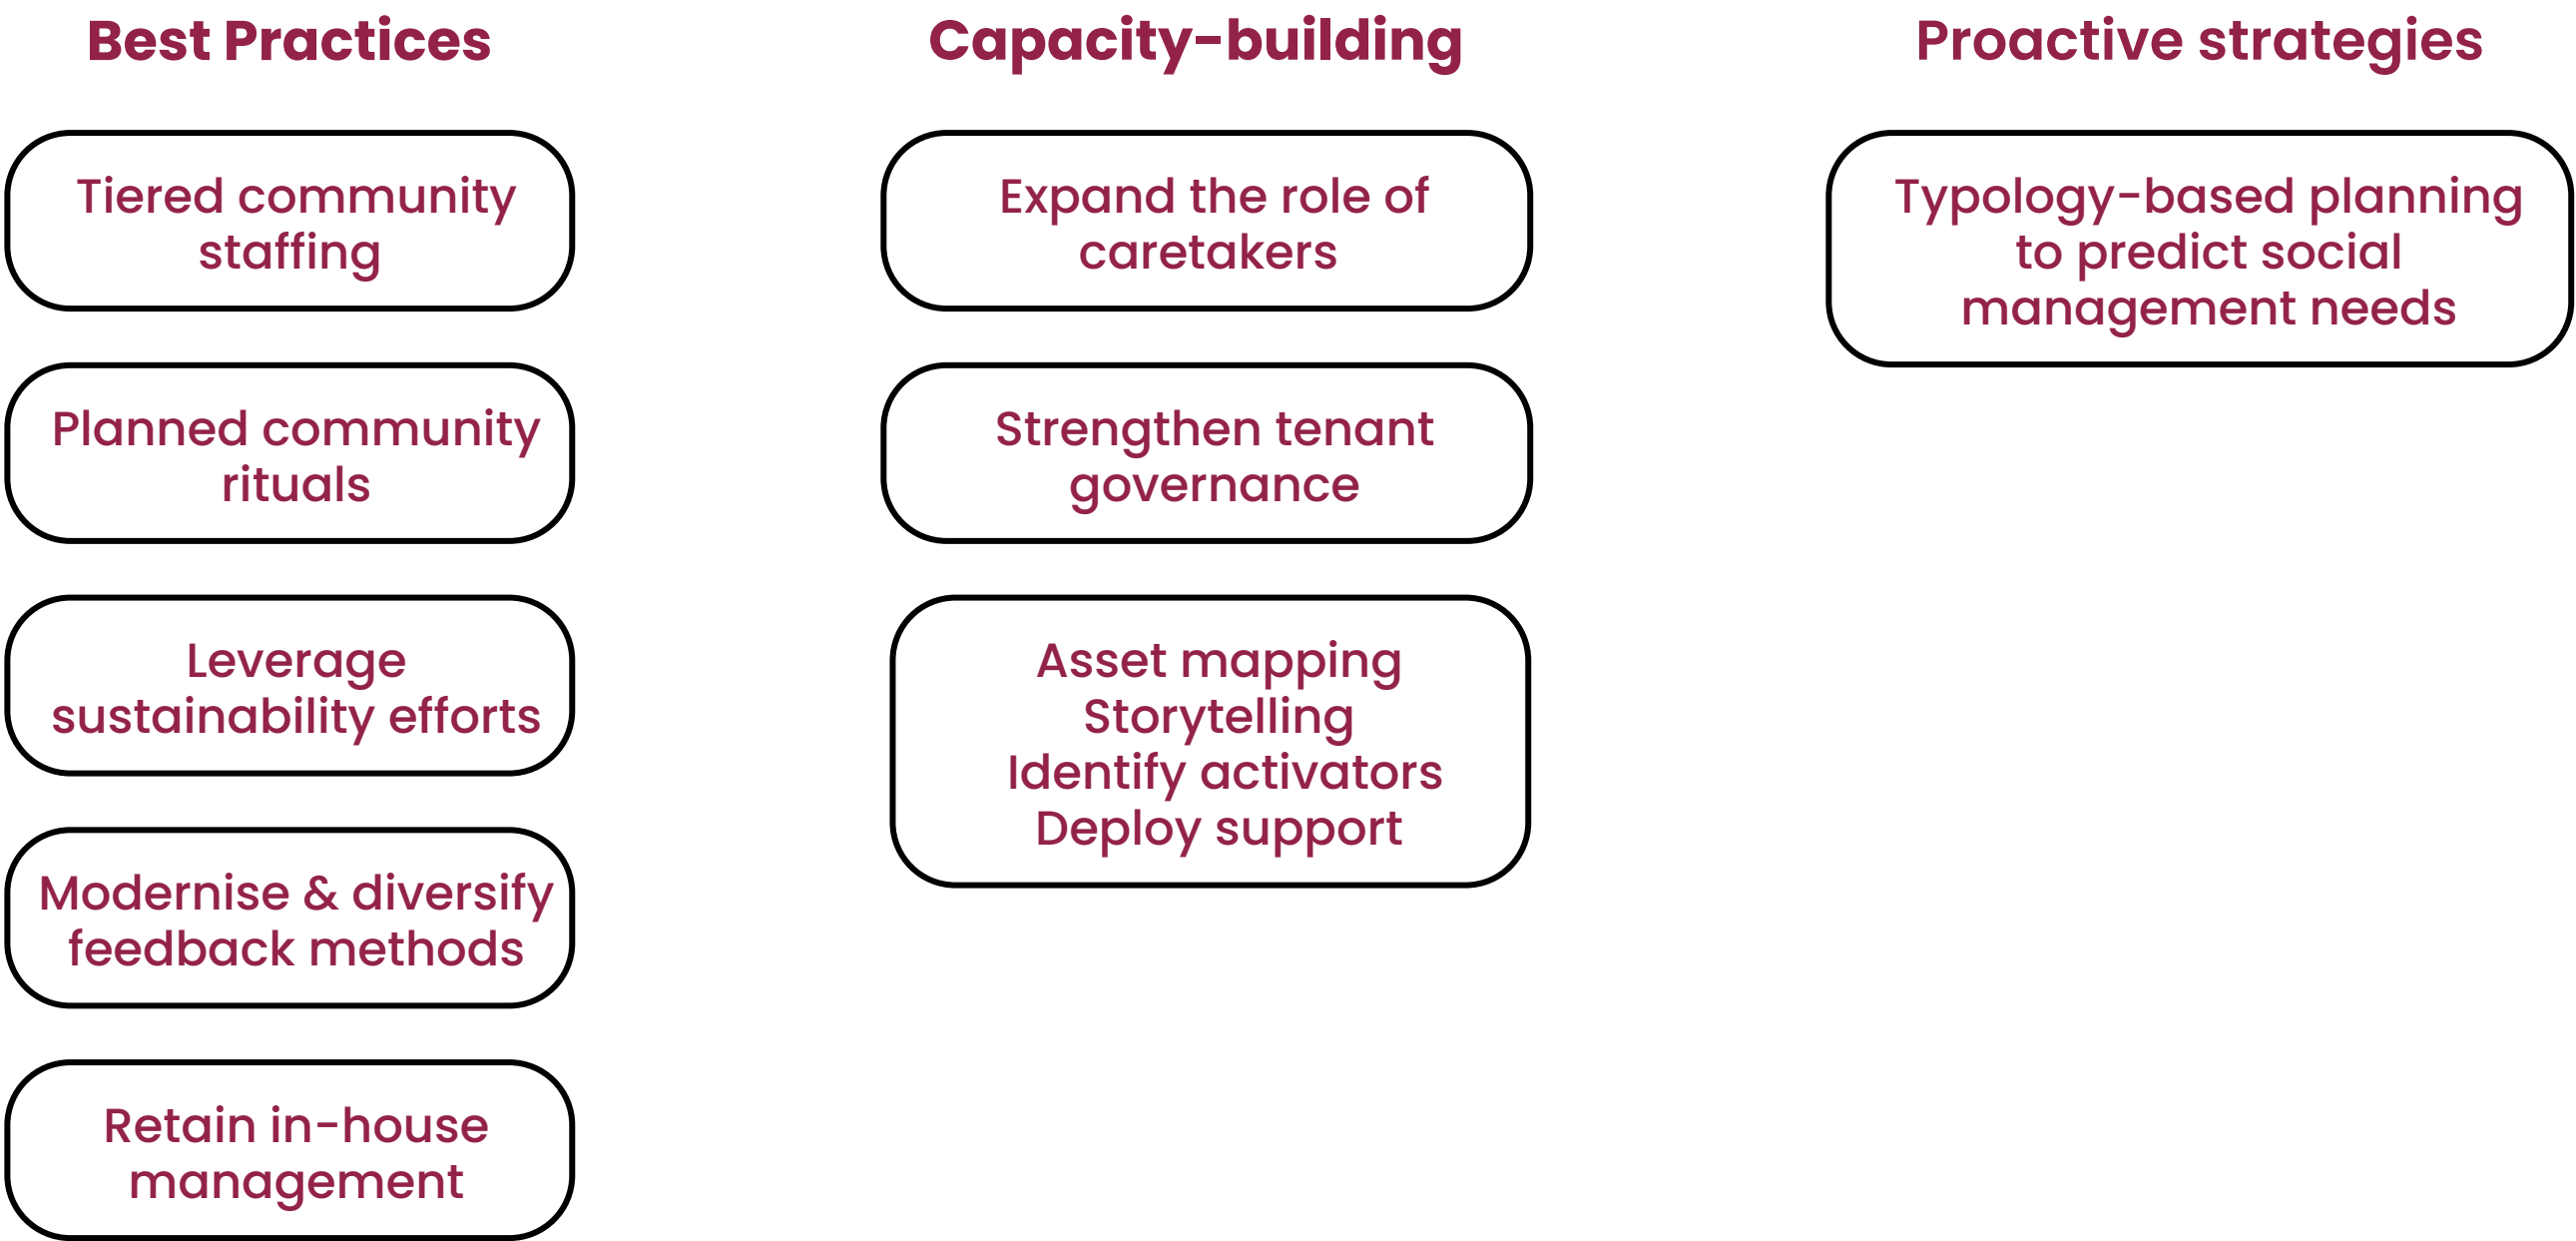 Best Practices
Tiered community
staffing
Planned community
rituals
Leverage
sustainability efforts
Modernise & diversify
feedback methods
Retain in-house
management
Capacity-building
Expand the role of
caretakers
Strengthen tenant
governance
Asset mapping
Storytelling
Identify activators
Deploy support
Proactive strategies
Typology-based planning
to predict social
management needs